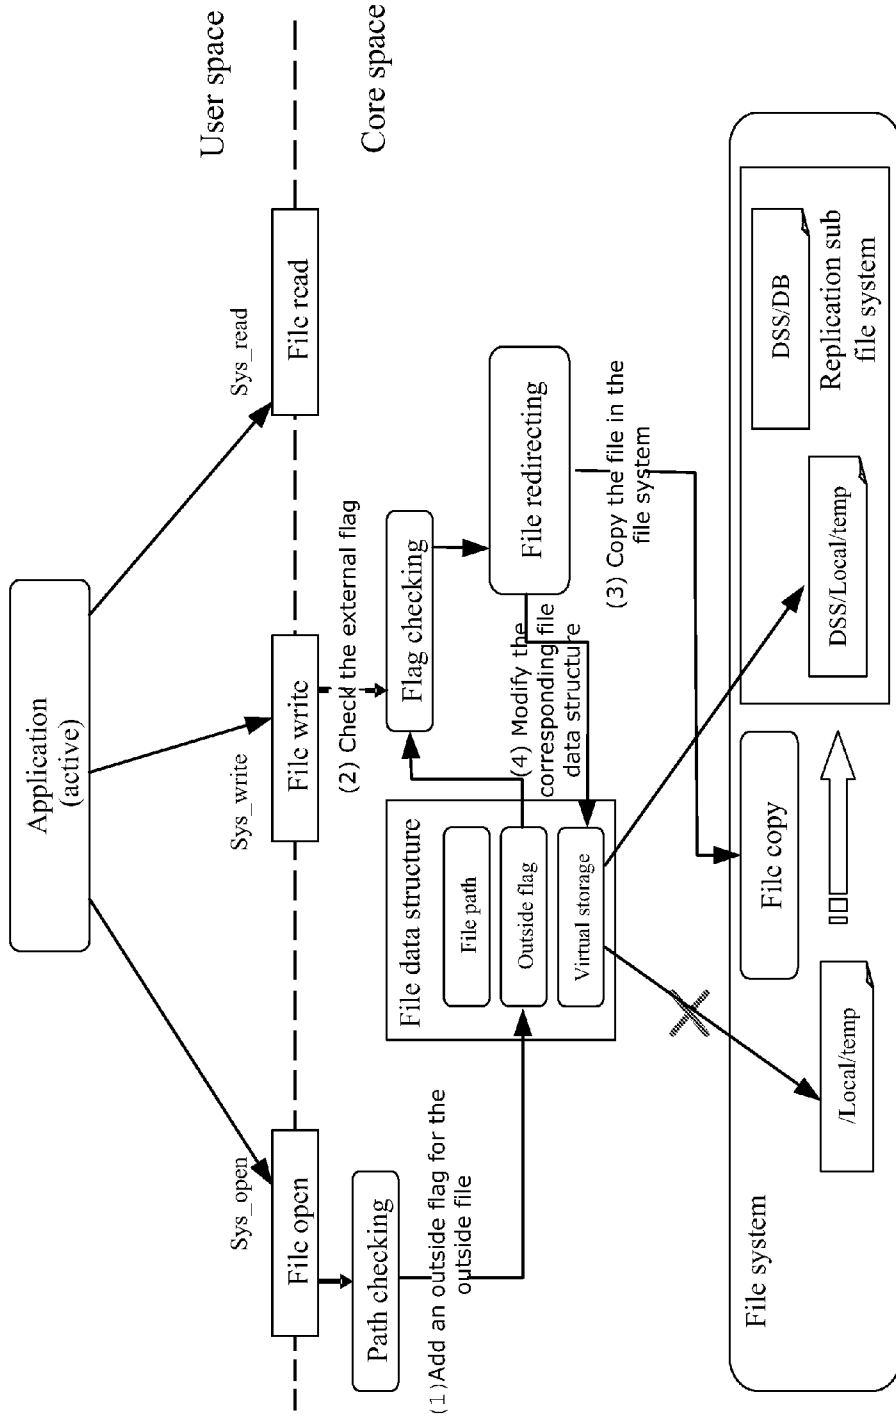 Application
(active)
User space
Sys_open
Sys_write
Sys_read
File open
File write
File read
Core space
(2) Check the external flag
Path checking
Flag checking
File data structure
File path
Outside flag
Virtual storage
(1)Add an outside flag for the
outside file
File redirecting
(4) Modify the
corresponding file
data structure
(3) Copy the file in the
file system
File system
File copy
/Local/temp
DSS/Local/temp
DSS/DB
Replication sub
file system